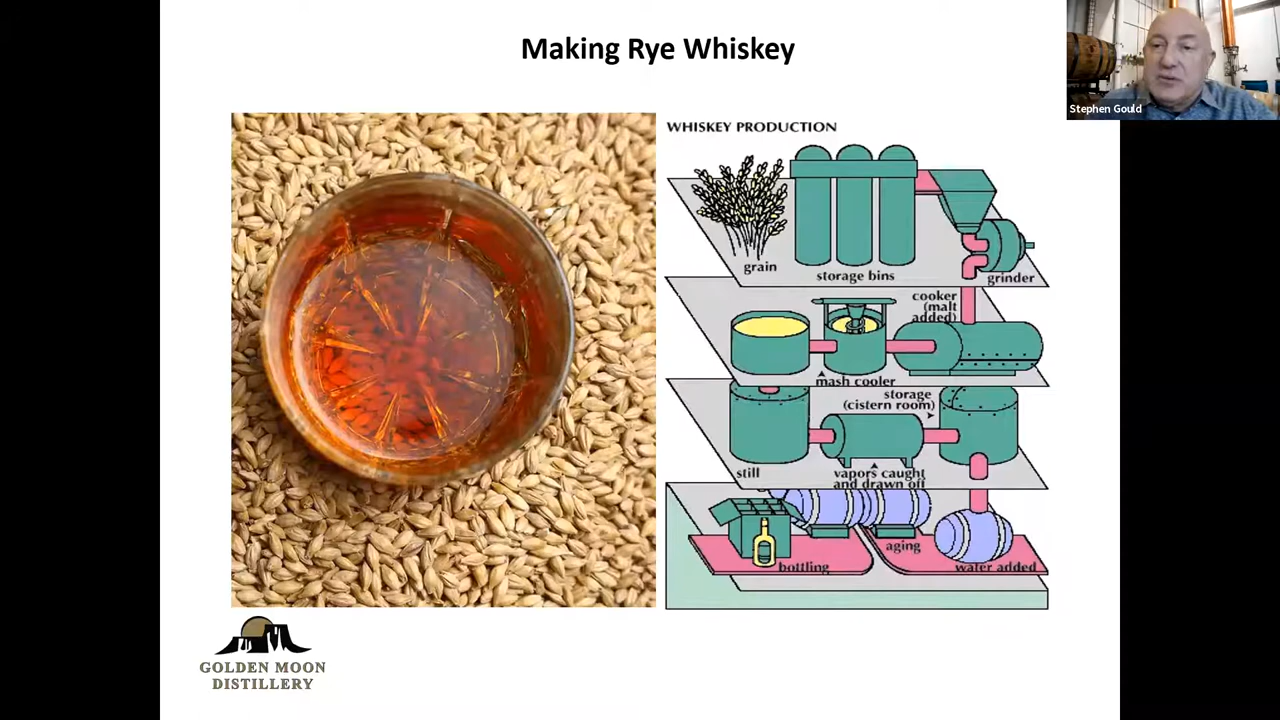 Making Rye Whiskey
Stephen Gould
WHISKEY PRODUCTION
grain
storage bins
grinder
cooker
(malt
added)
mash cooler
storage
(cistern room)
still
vapors caught
and drawn off
aging
bottling
water added
GOLDEN MOON
DISTILLERY